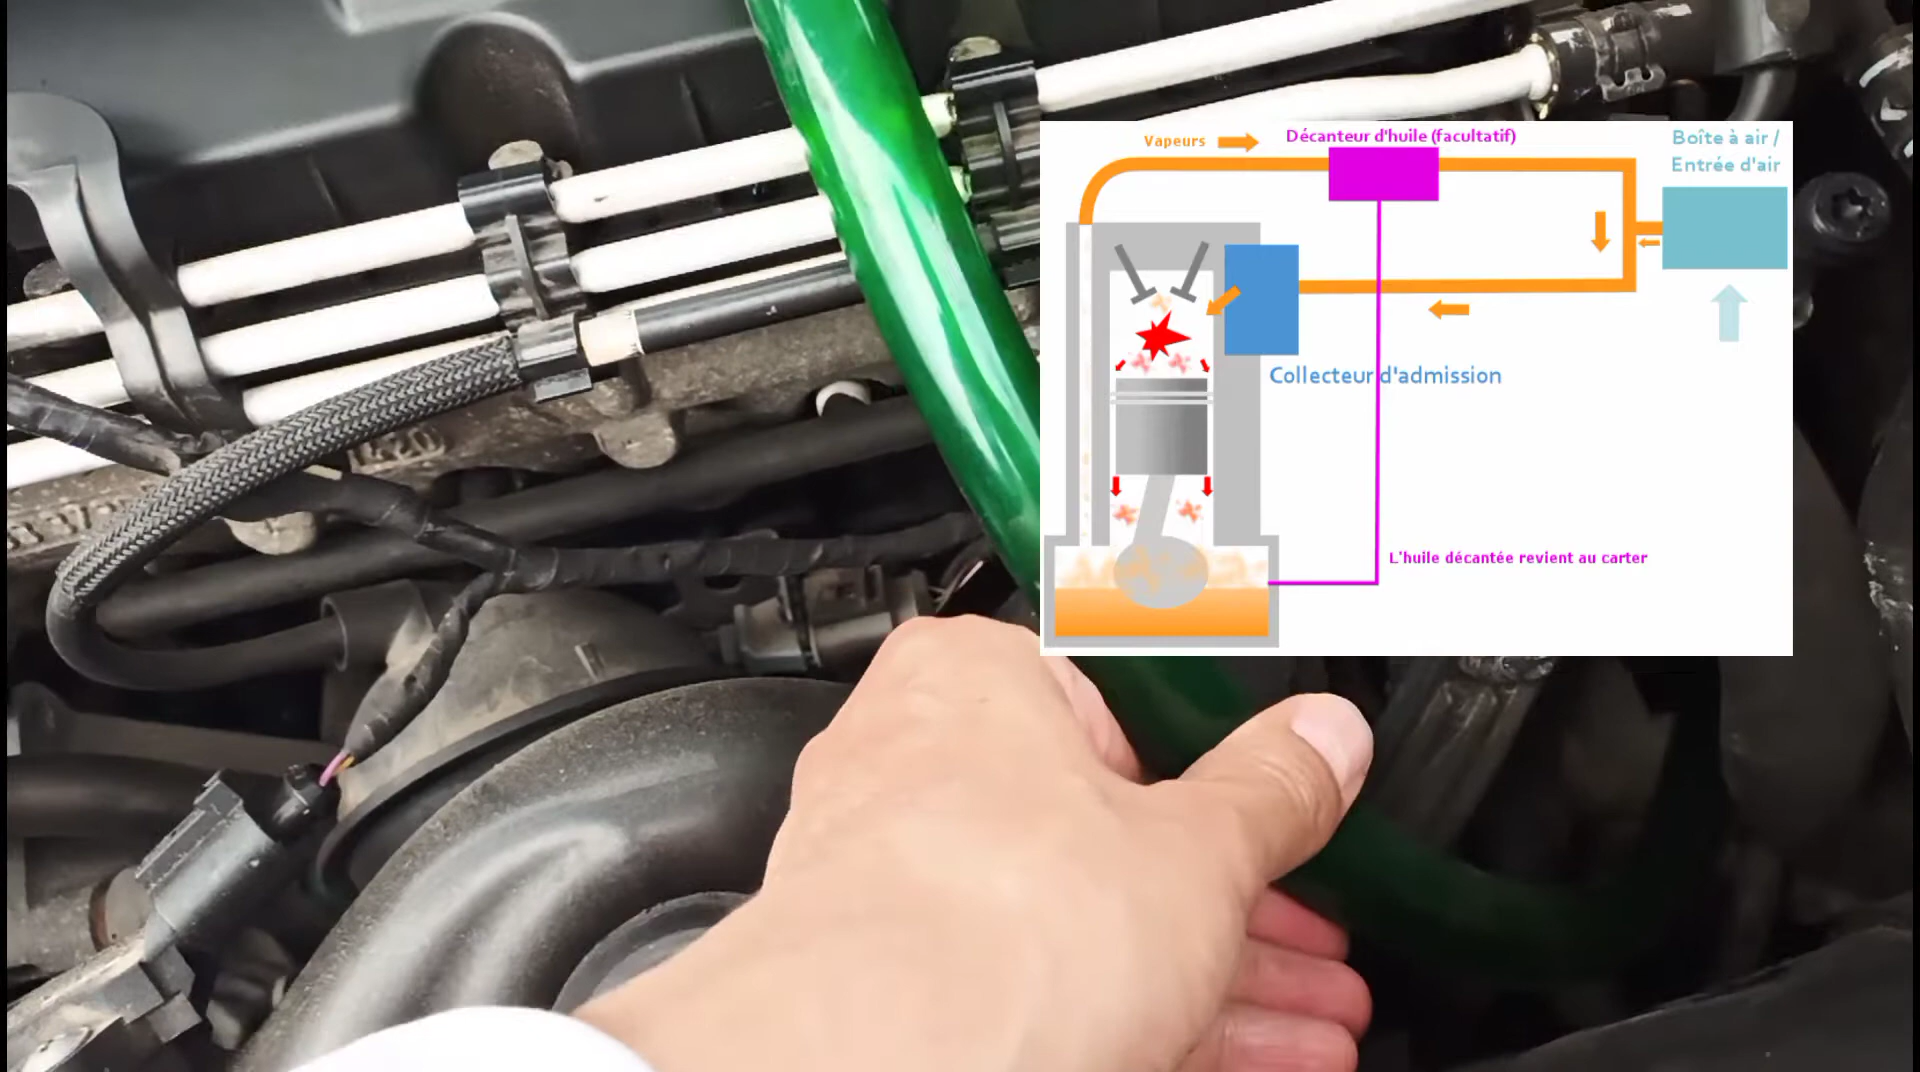 Vapeurs
Décanteur d'huile (facultatif)
Boîte à air /
Entrée d'air
Collecteur d'admission
L'huile décantée revient au carter